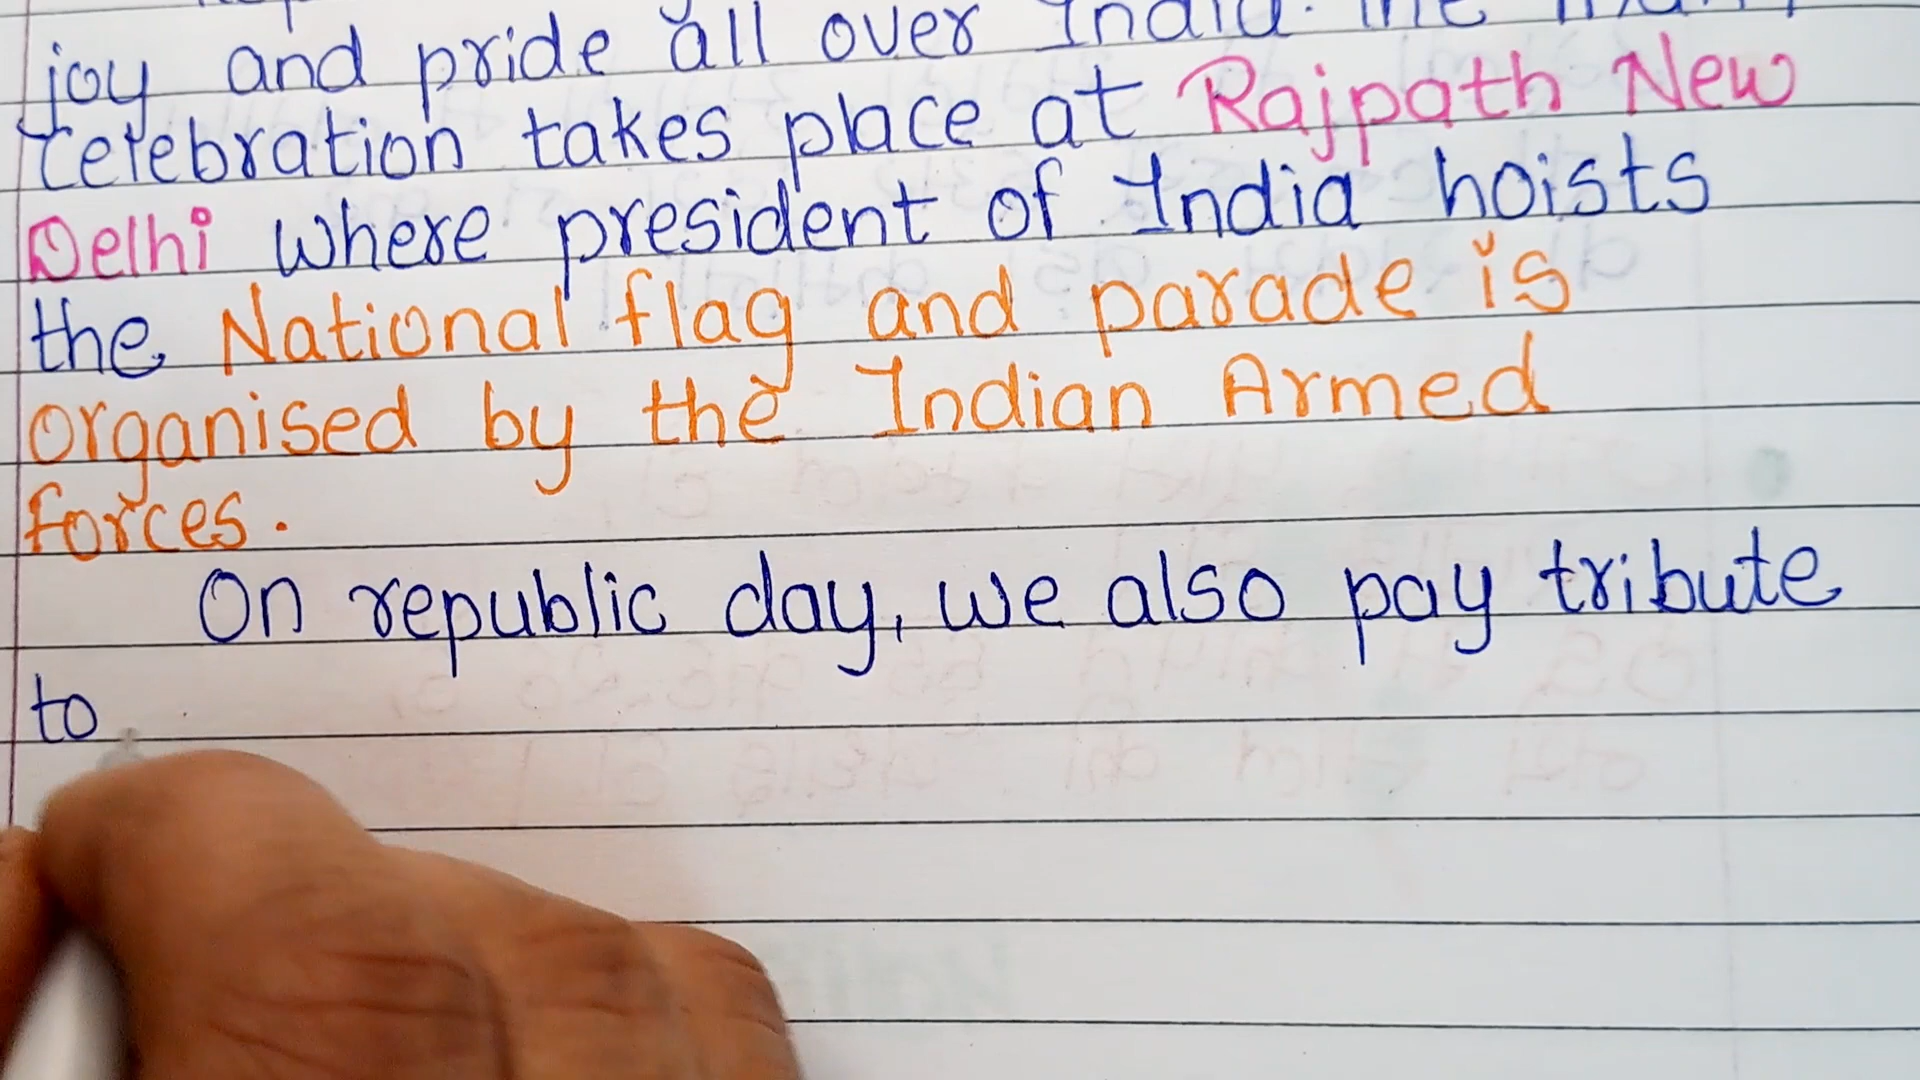 joy and pride all over India. The
Celebration takes place at Rajpath New
Delhi where president of India hoists
the National flag and parade is
organised by the Indian Armed
forces.
On republic day, we also pay tribute
to